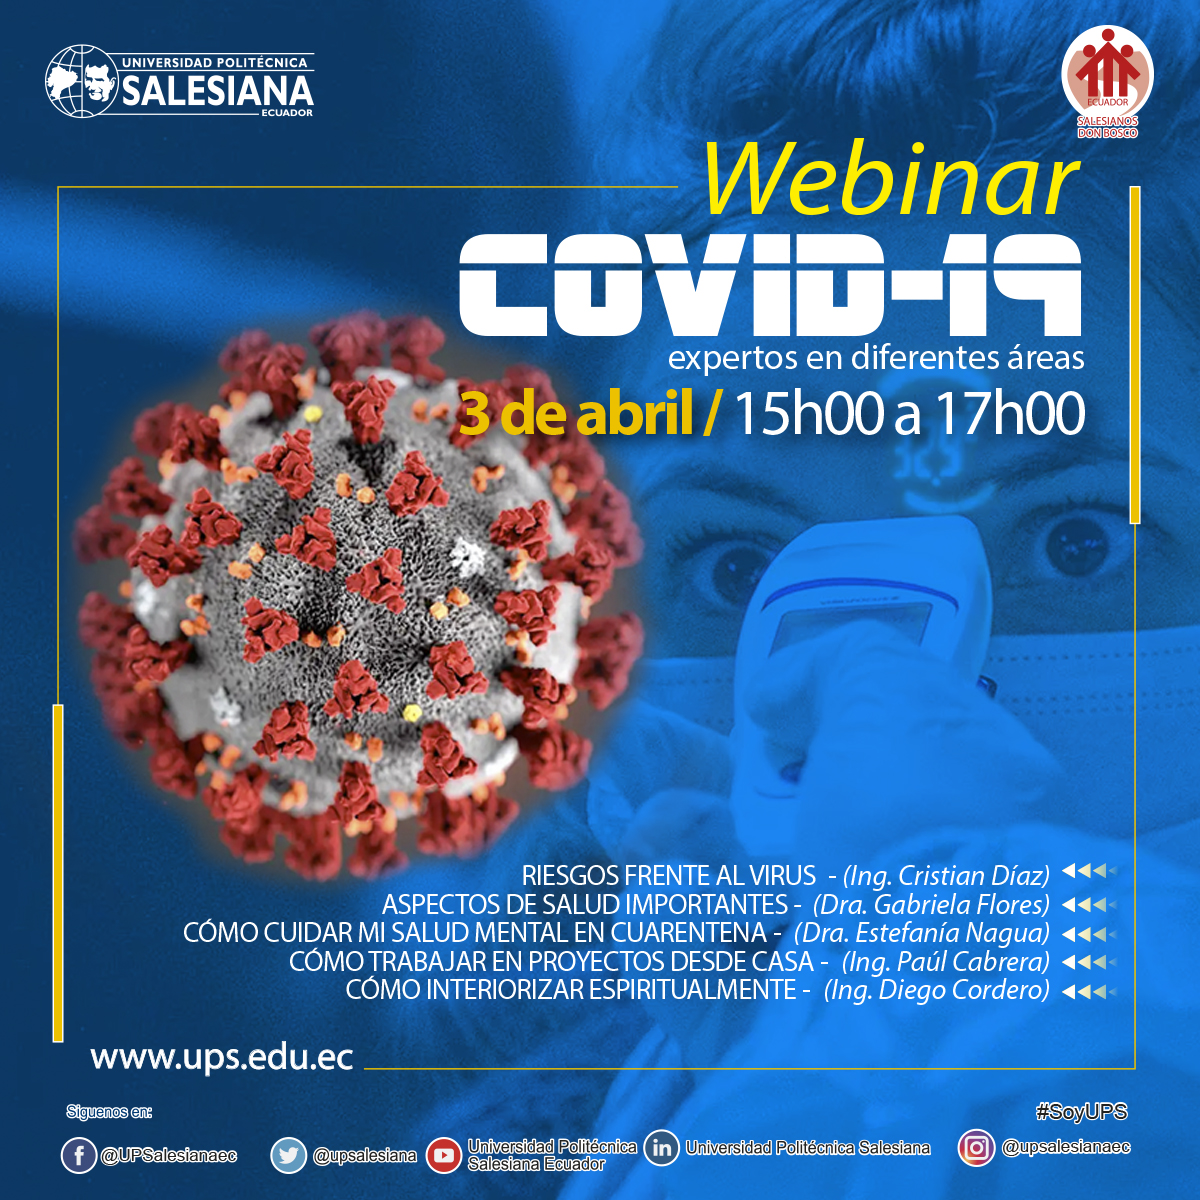 UNIVERSIDAD POLITÉCNICA
SALESIANA
ECUADOR
ECUADOR
SALESIANOS
DON BOSCO
Webinar
COVID-19
expertos en diferentes áreas
3 de abril / 15h00 a 17h00
RIESGOS FRENTE AL VIRUS - (Ing. Cristian Díaz)
ASPECTOS DE SALUD IMPORTANTES - (Dra. Gabriela Flores)
CÓMO CUIDAR MI SALUD MENTAL EN CUARENTENA - (Dra. Estefanía Nagua)
CÓMO TRABAJAR EN PROYECTOS DESDE CASA - (Ing. Paúl Cabrera)
CÓMO INTERIORIZAR ESPIRITUALMENTE - (Ing. Diego Cordero)
www.ups.edu.ec
Siguenos en:
#SoyUPS
@UPSalesianaec
@upsalesiana
Universidad Politécnica
Salesiana Ecuador
Universidad Politécnica Salesiana
@upsalesianaec